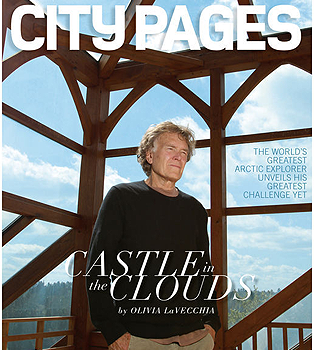 CITY PAGES
THE WORLD'S
GREATEST
ARCTIC EXPLORER
UNVEILS HIS
GREATEST
CHALLENGE YET
CASTLE in
the CLOUDS
by OLIVIA LaVECCHIA